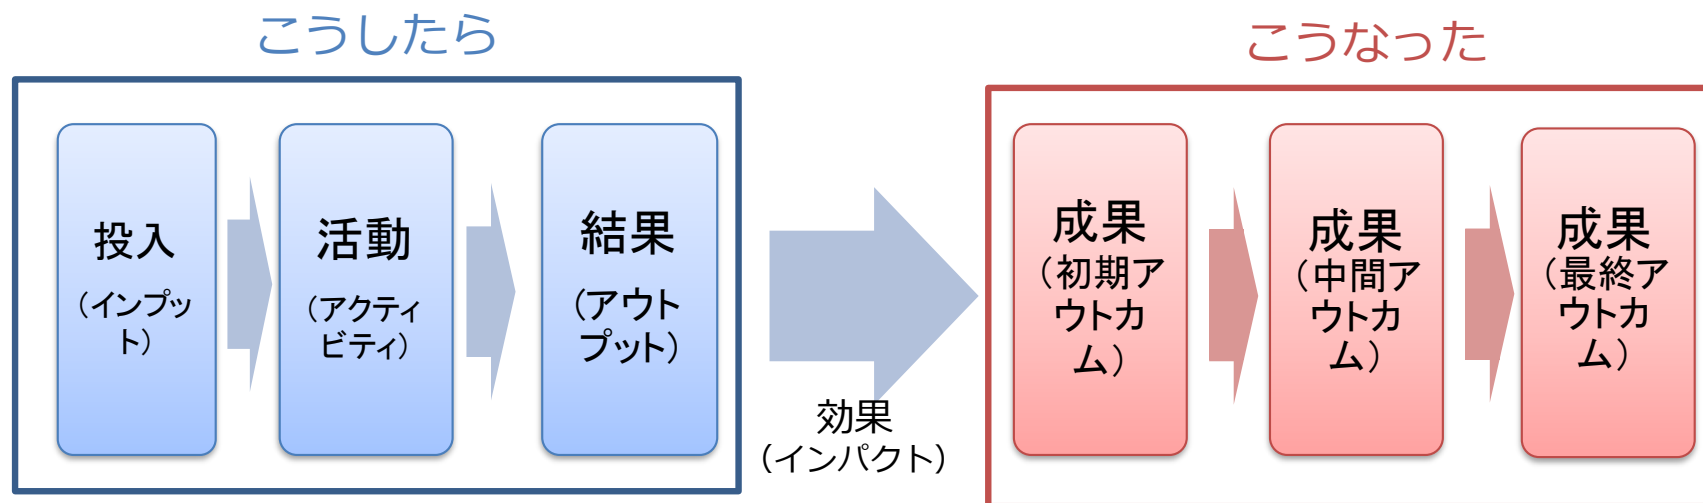 こうしたら
投入
（インプッ
ト）
活動
（アクティ
ビティ）
結果
（アウト
プット）
効果
（インパクト）
こうなった
成果
（初期ア
ウトカ
ム）
成果
（中間ア
ウトカ
ム）
成果
（最終ア
ウトカ
ム）